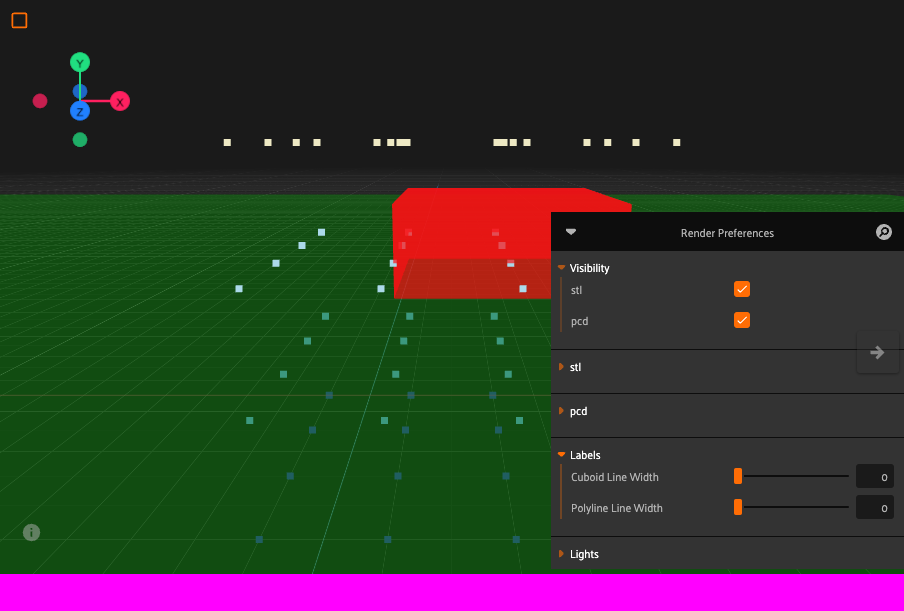 Y
X
Z
Render Preferences
Visibility
stl
pcd
stl
pcd
Labels
Cuboid Line Width 0
Polyline Line Width 0
i
Lights